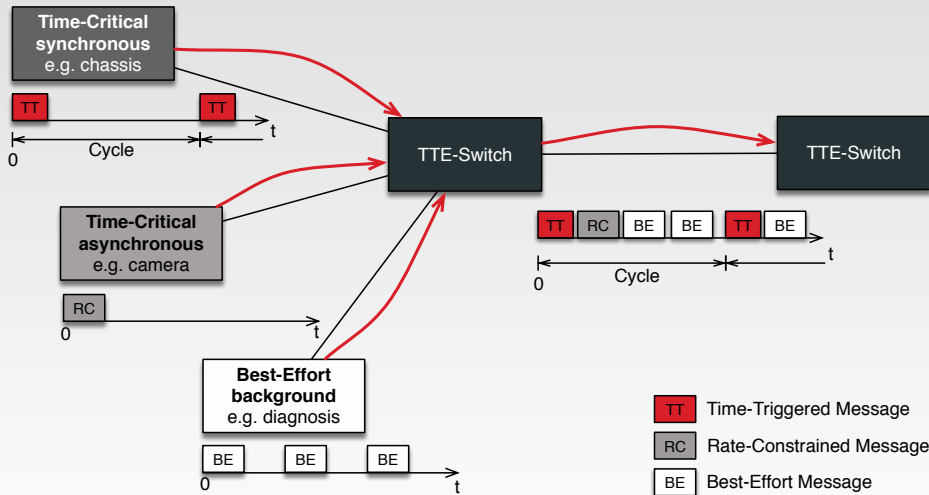 Time-Critical
synchronous
e.g. chassis
TT
TT
t
0
Cycle
TTE-Switch
TTE-Switch
Time-Critical
asynchronous
e.g. camera
RC
0
t
TT
RC
BE
BE
TT
BE
t
0
Cycle
Best-Effort
background
e.g. diagnosis
BE
BE
BE
0
t
TT Time-Triggered Message
RC Rate-Constrained Message
BE Best-Effort Message